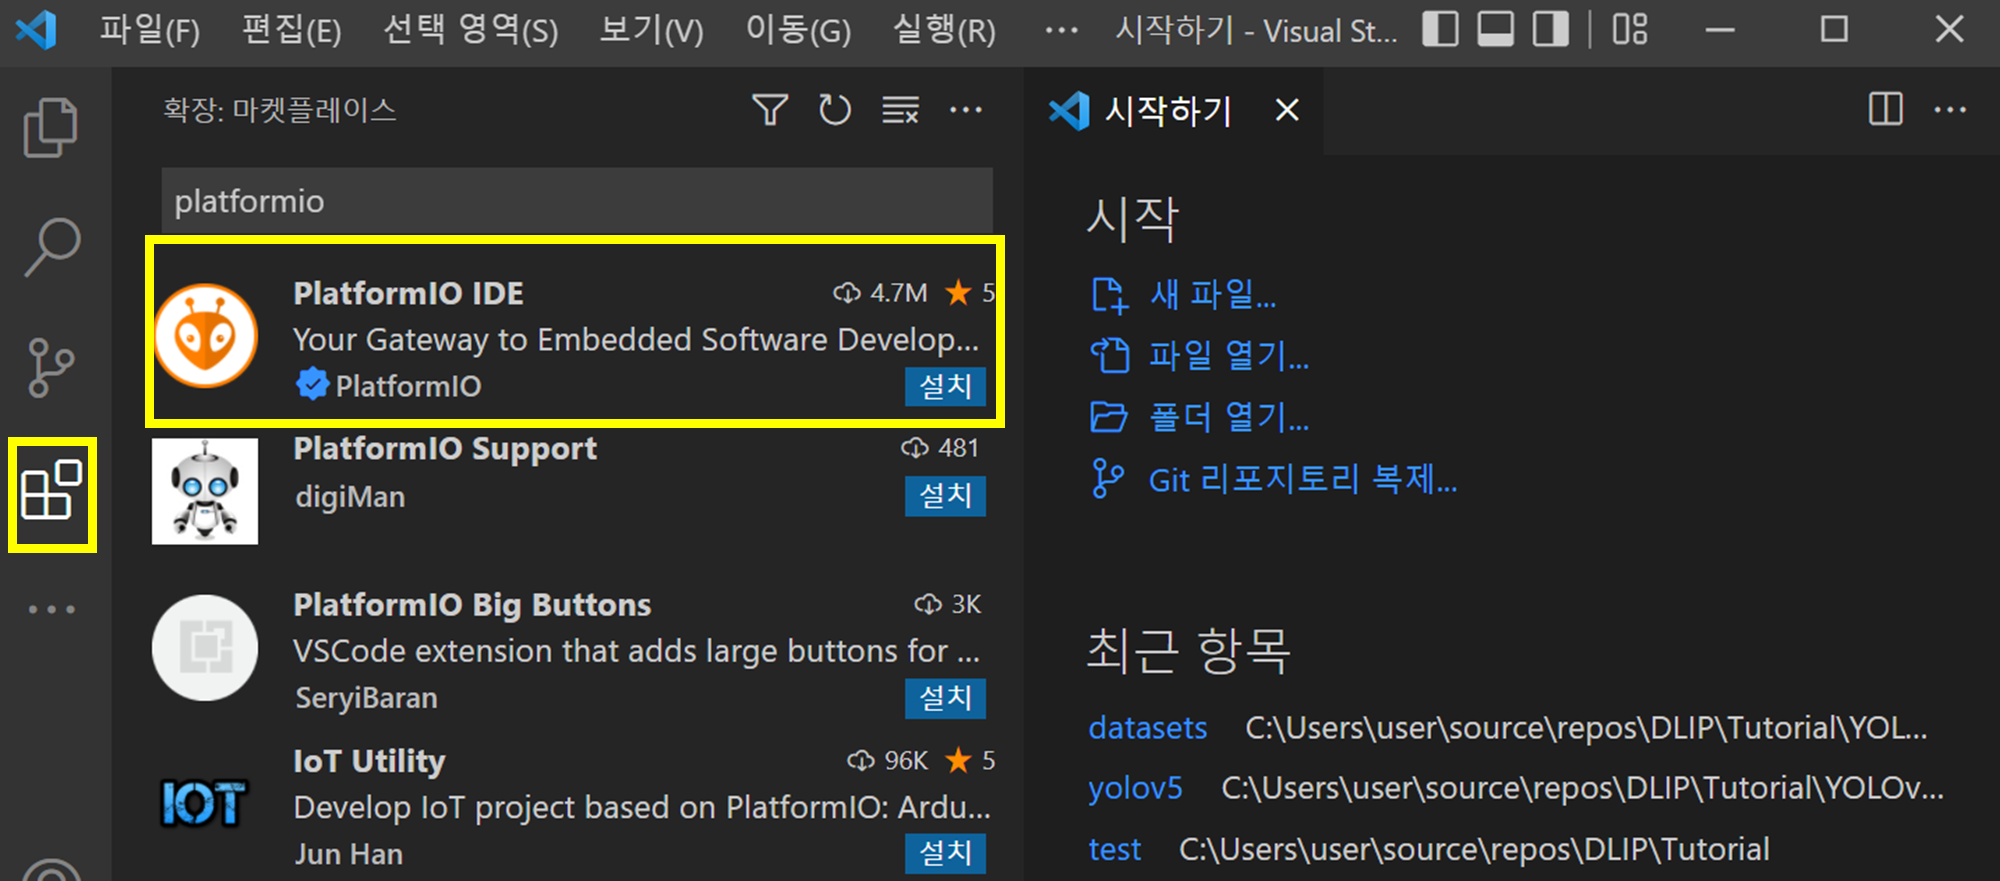 파일(F) 편집(E) 선택 영역(S) 보기(V) 이동(G) 실행(R) ··· 시작하기 - Visual St...
확장: 마켓플레이스
platformio
PlatformIO IDE 4.7M 5
Your Gateway to Embedded Software Develop...
PlatformIO 설치
PlatformIO Support 481
digiMan 설치
PlatformIO Big Buttons 3K
VSCode extension that adds large buttons for ...
SeryiBaran 설치
IoT Utility 96K 5
IOT
Develop IoT project based on PlatformIO: Ardu...
Jun Han 설치
시작하기
시작
새 파일...
파일 열기...
폴더 열기...
Git 리포지토리 복제...
최근 항목
datasets C:\Users\user\source\repos\DLIP\Tutorial\YOL...
yolov5 C:\Users\user\source\repos\DLIP\Tutorial\YOLOv...
test C:\Users\user\source\repos\DLIP\Tutorial